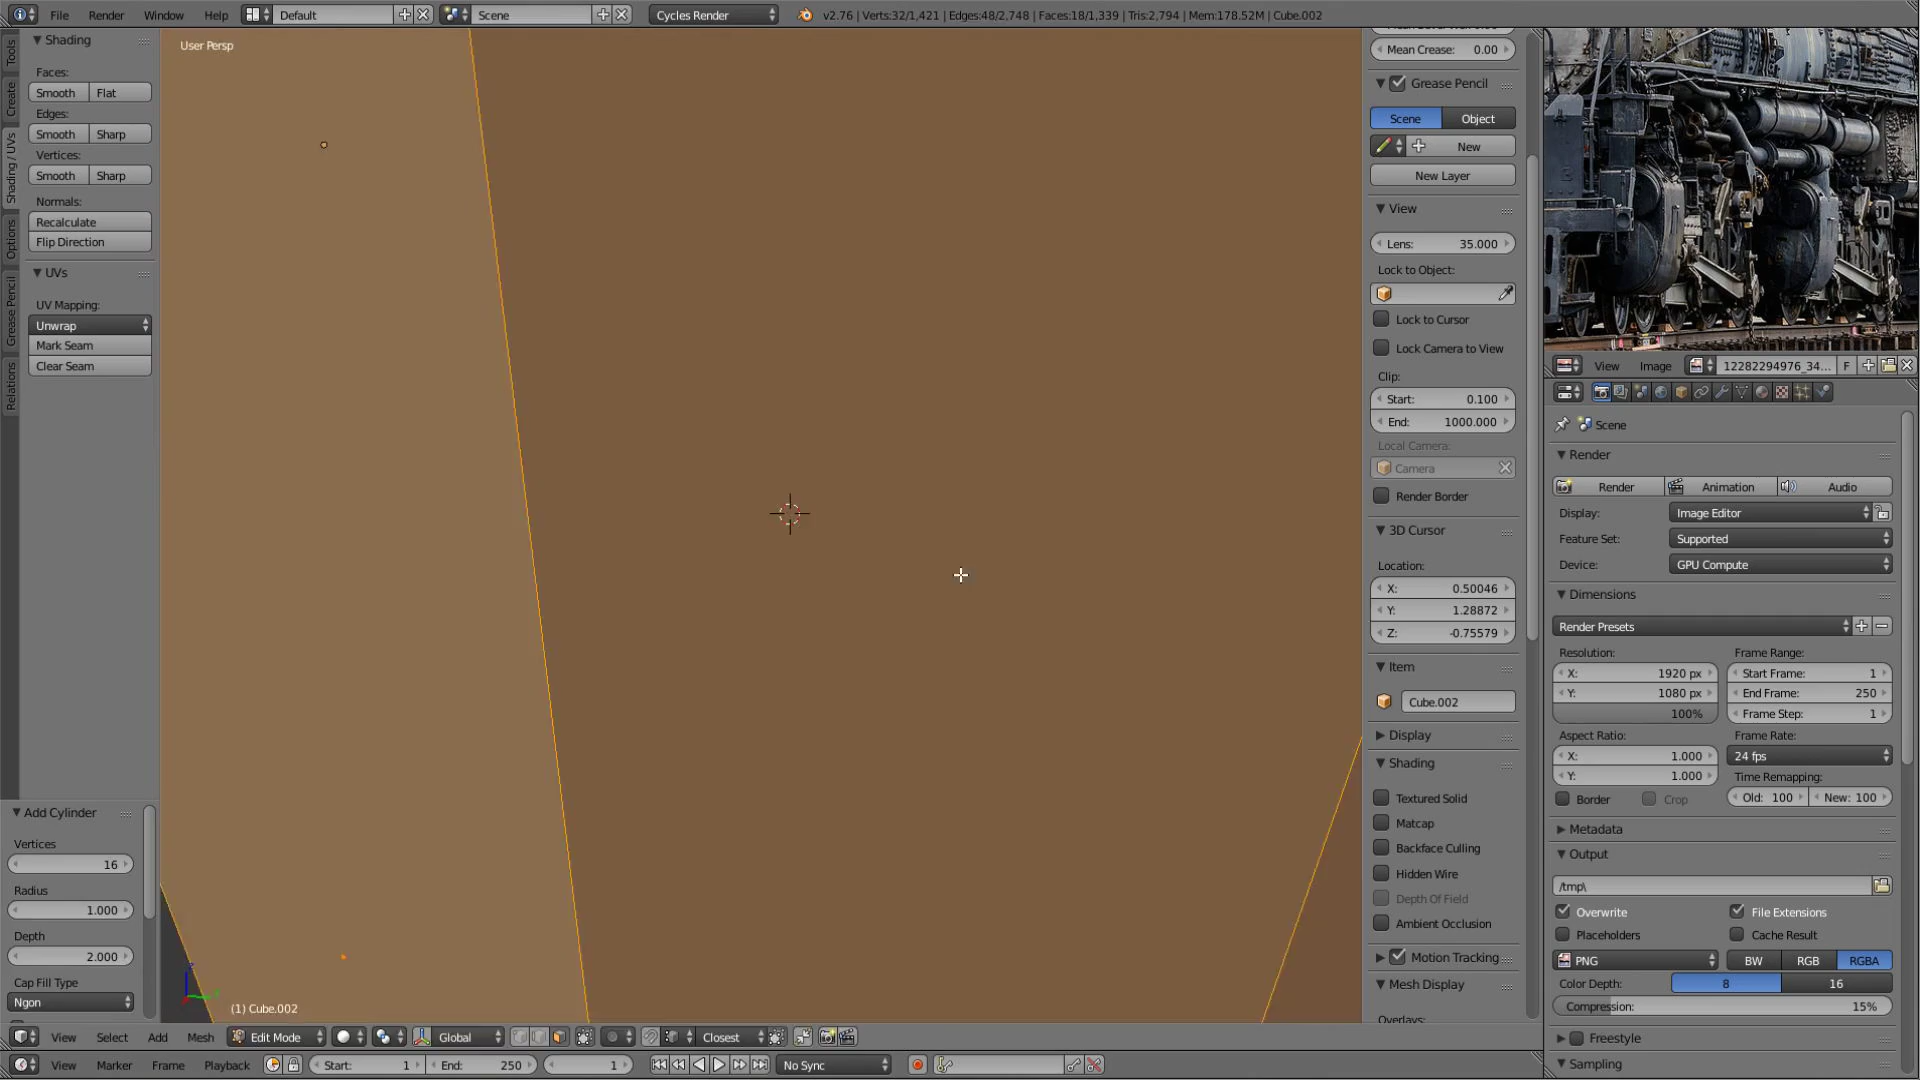 File Render Window Help Default Scene Cycles Render v2.76 | Verts:32/1,421 | Edges:48/2,748 | Faces:18/1,339 | Tris:2,794 | Mem:178.52M | Cube.002
Shading
Faces:
Smooth Flat
Edges:
Smooth Sharp
Vertices:
Smooth Sharp
Normals:
Recalculate
Flip Direction
UVs
UV Mapping:
Unwrap
Mark Seam
Clear Seam
Tools
Create
Shading / UVs
Options
Grease Pencil
Relations
Add Cylinder
Vertices
16
Radius
1.000
Depth
2.000
Cap Fill Type
Ngon
User Persp
(1) Cube.002
Mean Crease: 0.00
Grease Pencil
Scene Object
New
New Layer
View
Lens: 35.000
Lock to Object:
Lock to Cursor
Lock Camera to View
Clip:
Start: 0.100
End: 1000.000
Local Camera:
Camera
Render Border
3D Cursor
Location:
X: 0.50046
Y: 1.28872
Z: -0.75579
Item
Cube.002
Display
Shading
Textured Solid
Matcap
Backface Culling
Hidden Wire
Depth Of Field
Ambient Occlusion
Motion Tracking
Mesh Display
Overlays:
View Image 12282294976_34... F
Scene
Render
Render Animation Audio
Display: Image Editor
Feature Set: Supported
Device: GPU Compute
Dimensions
Render Presets
Resolution: Frame Range:
X: 1920 px Start Frame: 1
Y: 1080 px End Frame: 250
100% Frame Step: 1
Aspect Ratio: Frame Rate:
X: 1.000 24 fps
Y: 1.000 Time Remapping:
Border Crop Old: 100 New: 100
Metadata
Output
/tmp\
Overwrite File Extensions
Placeholders Cache Result
PNG BW RGB RGBA
Color Depth: 8 16
Compression: 15%
Freestyle
Sampling
View Select Add Mesh Edit Mode Global Closest
View Marker Frame Playback Start: 1 End: 250 1 No Sync